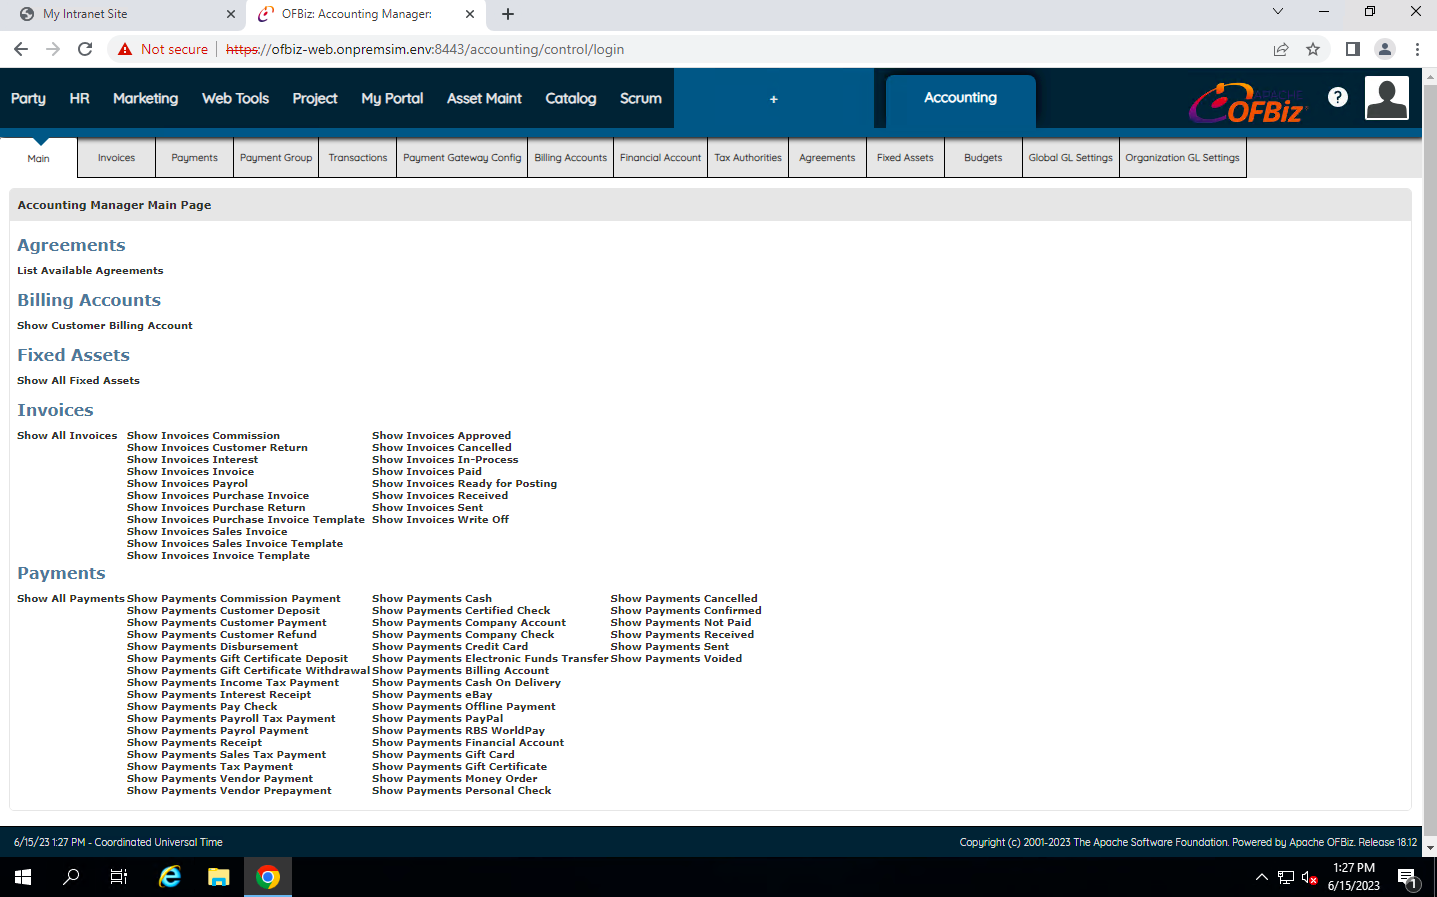 My Intranet Site
OFBiz: Accounting Manager:
Not secure
https://ofbiz-web.onpremsim.env:8443/accounting/control/login
Party HR Marketing Web Tools Project My Portal Asset Maint Catalog Scrum + Accounting
APACHE
OFBiz
?
Main Invoices Payments Payment Group Transactions Payment Gateway Config Billing Accounts Financial Account Tax Authorities Agreements Fixed Assets Budgets Global GL Settings Organization GL Settings
Accounting Manager Main Page
Agreements
List Available Agreements
Billing Accounts
Show Customer Billing Account
Fixed Assets
Show All Fixed Assets
Invoices
Show All Invoices Show Invoices Commission Show Invoices Approved
Show Invoices Customer Return Show Invoices Cancelled
Show Invoices Interest Show Invoices In-Process
Show Invoices Invoice Show Invoices Paid
Show Invoices Payrol Show Invoices Ready for Posting
Show Invoices Purchase Invoice Show Invoices Received
Show Invoices Purchase Return Show Invoices Sent
Show Invoices Purchase Invoice Template Show Invoices Write Off
Show Invoices Sales Invoice
Show Invoices Sales Invoice Template
Show Invoices Invoice Template
Payments
Show All Payments Show Payments Commission Payment Show Payments Cash Show Payments Cancelled
Show Payments Customer Deposit Show Payments Certified Check Show Payments Confirmed
Show Payments Customer Payment Show Payments Company Account Show Payments Not Paid
Show Payments Customer Refund Show Payments Company Check Show Payments Received
Show Payments Disbursement Show Payments Credit Card Show Payments Sent
Show Payments Gift Certificate Deposit Show Payments Electronic Funds Transfer Show Payments Voided
Show Payments Gift Certificate Withdrawal Show Payments Billing Account
Show Payments Income Tax Payment Show Payments Cash On Delivery
Show Payments Interest Receipt Show Payments eBay
Show Payments Pay Check Show Payments Offline Payment
Show Payments Payroll Tax Payment Show Payments PayPal
Show Payments Payrol Payment Show Payments RBS WorldPay
Show Payments Receipt Show Payments Financial Account
Show Payments Sales Tax Payment Show Payments Gift Card
Show Payments Tax Payment Show Payments Gift Certificate
Show Payments Vendor Payment Show Payments Money Order
Show Payments Vendor Prepayment Show Payments Personal Check
6/15/23 1:27 PM - Coordinated Universal Time
Copyright (c) 2001-2023 The Apache Software Foundation. Powered by Apache OFBiz. Release 18.12
1:27 PM
6/15/2023
1